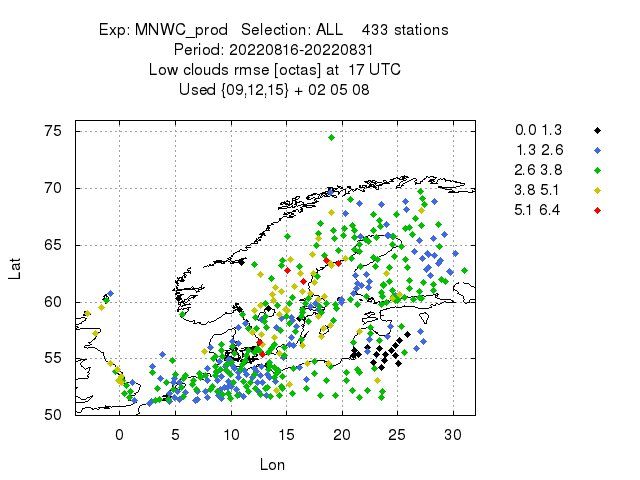 Exp: MNWC_prod   Selection: ALL    433 stations
Period: 20220816-20220831
Low clouds rmse [octas] at  17 UTC
Used {09,12,15} + 02 05 08
0.0 1.3
1.3 2.6
2.6 3.8
3.8 5.1
5.1 6.4
75
70
65
60
55
50
Lat
0 5 10 15 20 25 30
Lon